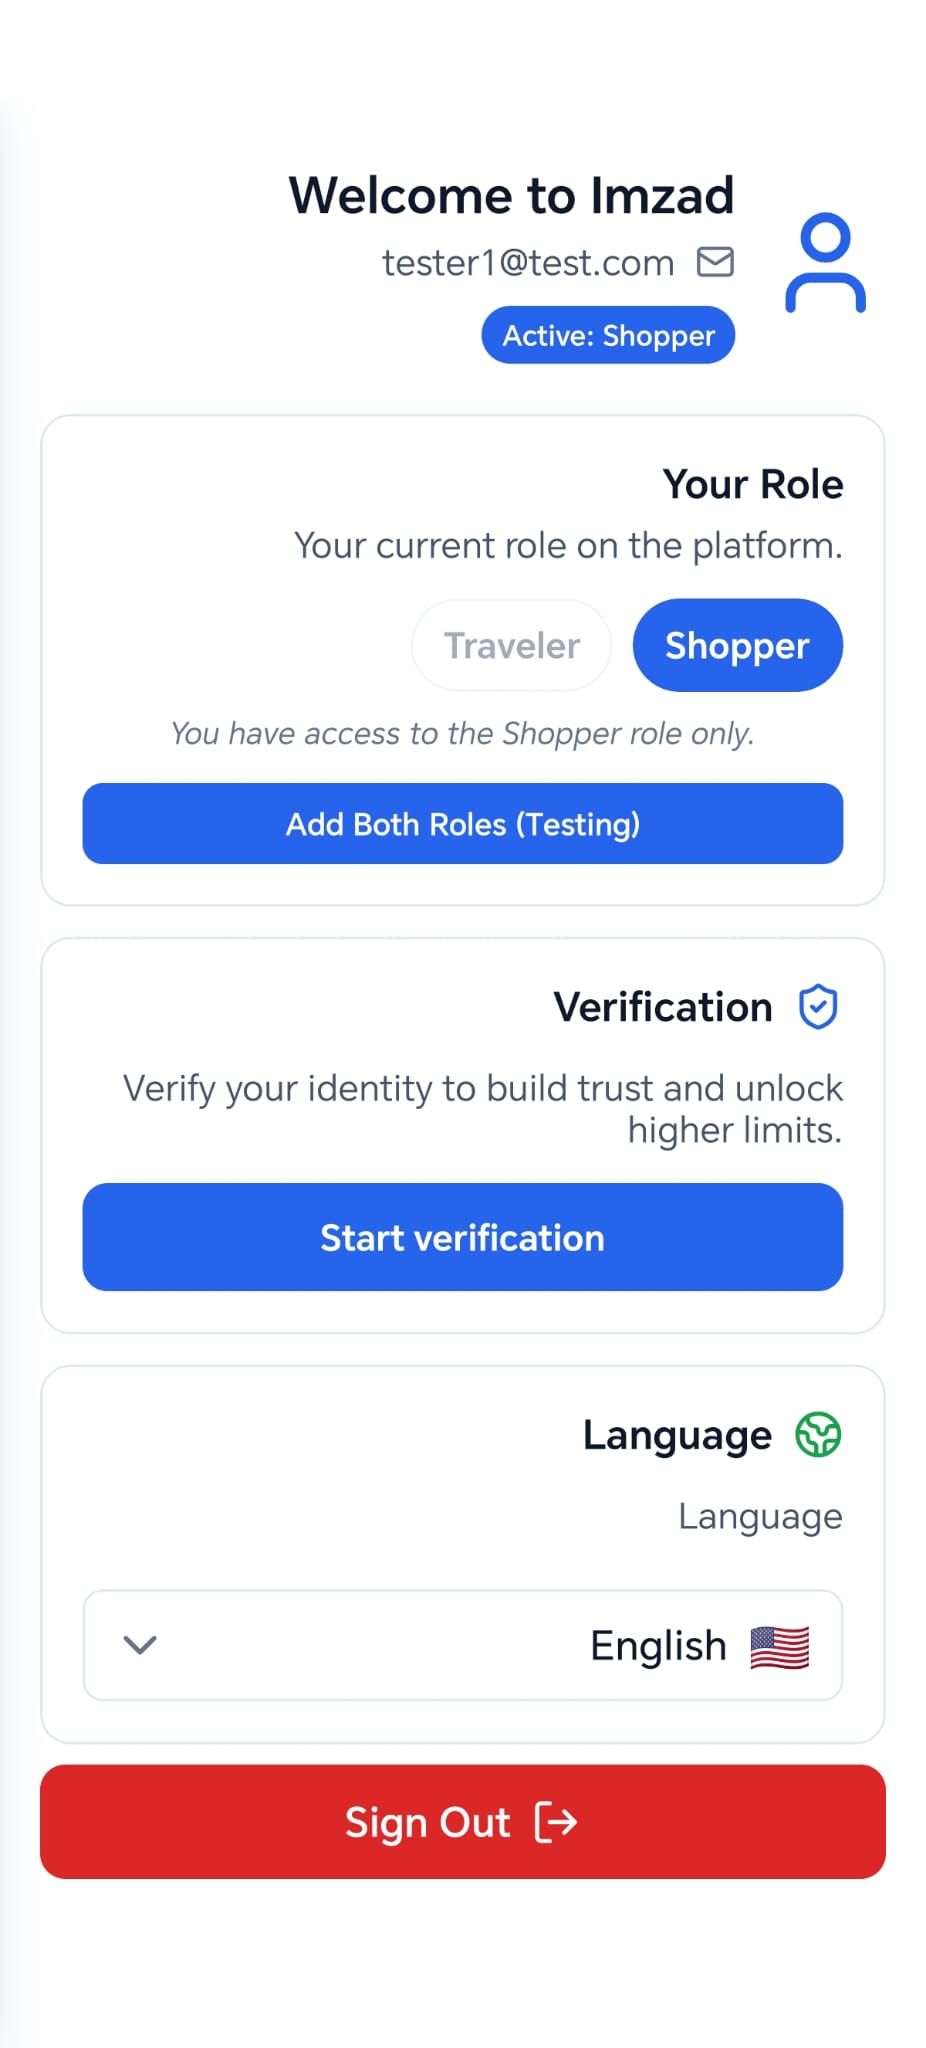 Welcome to Imzad
tester1@test.com
Active: Shopper
Your Role
Your current role on the platform.
Shopper
Traveler
You have access to the Shopper role only.
Add Both Roles (Testing)
Verification
Verify your identity to build trust and unlock
higher limits.
Start verification
Language
Language
English
Sign Out